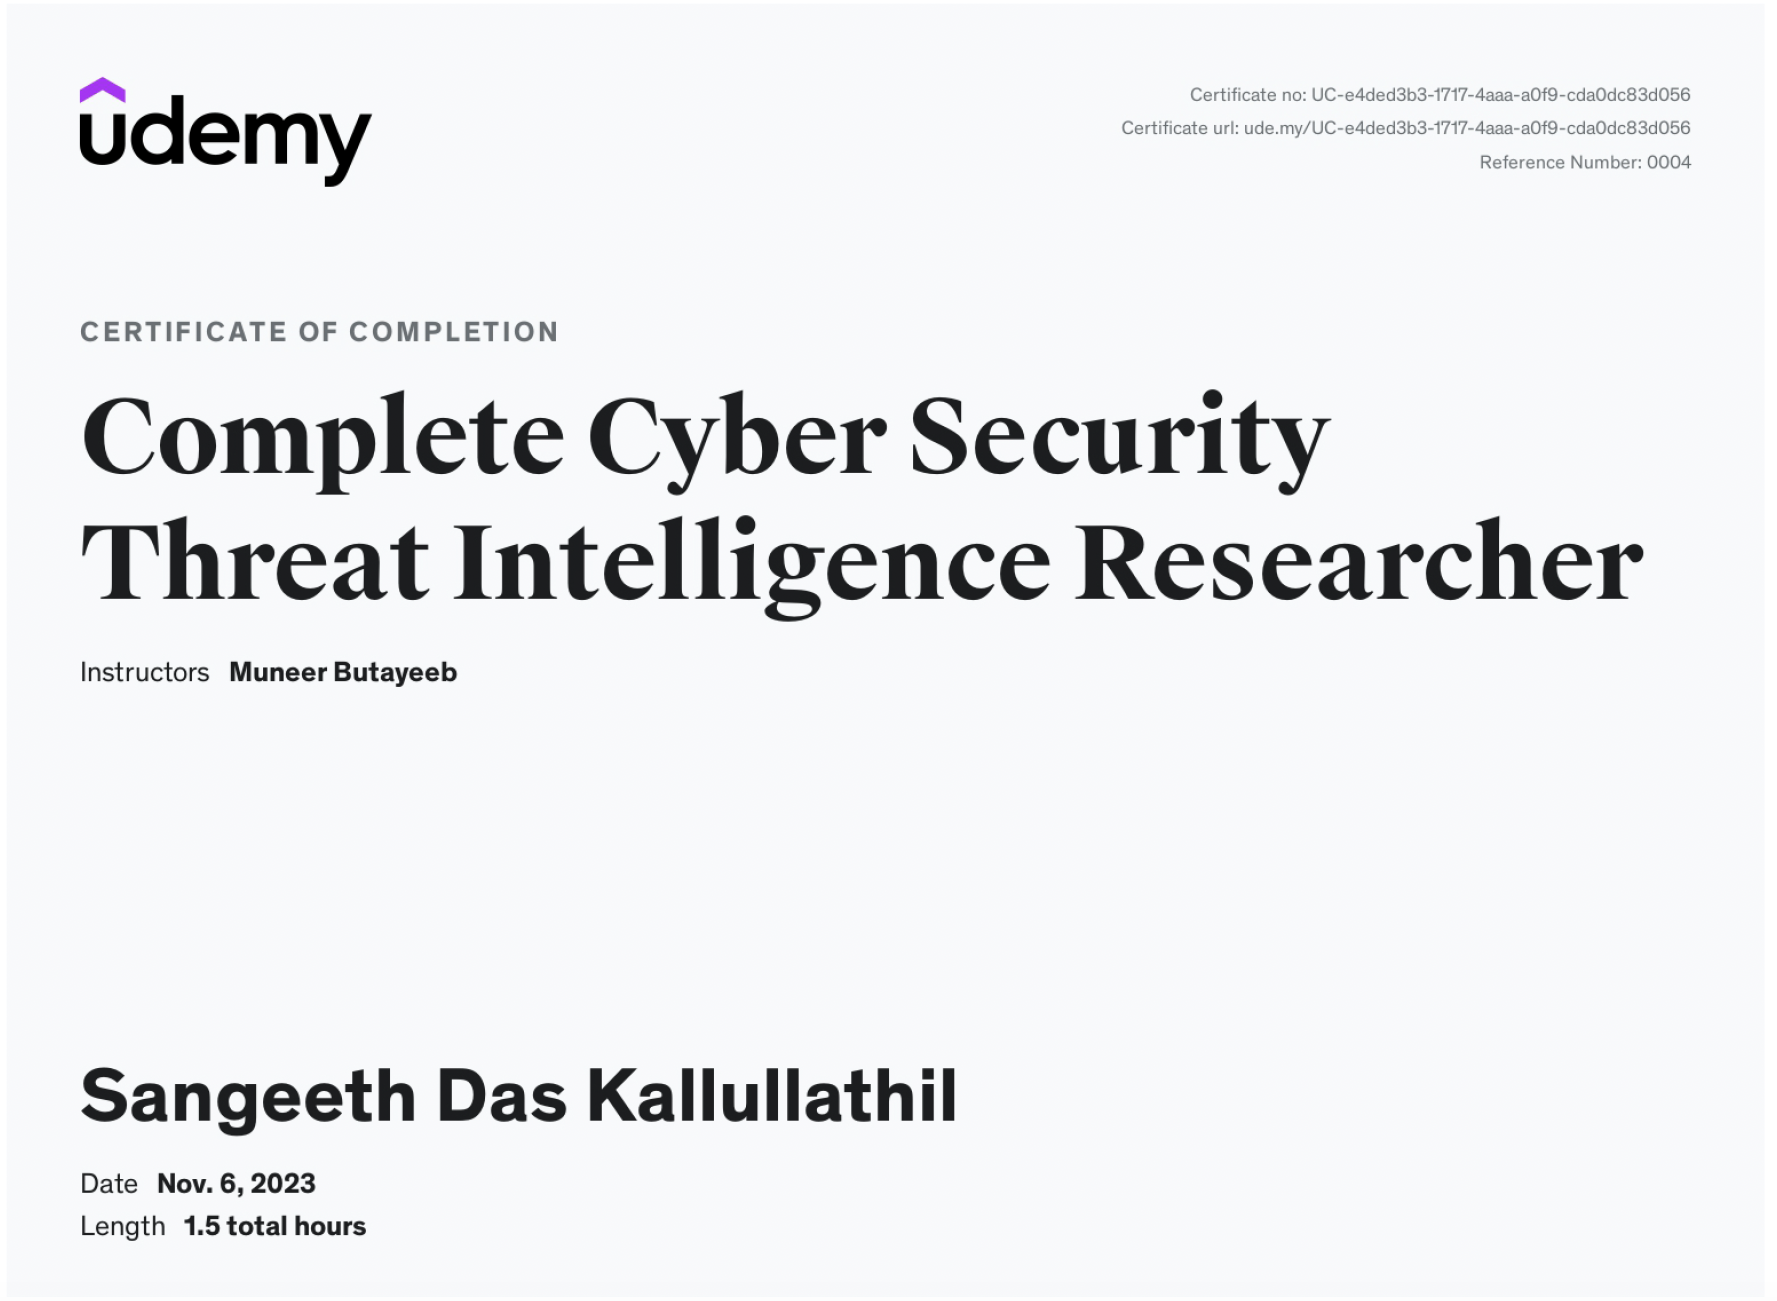 udemy
Certificate no: UC-e4ded3b3-1717-4aaa-a0f9-cda0dc83d056
Certificate url: ude.my/UC-e4ded3b3-1717-4aaa-a0f9-cda0dc83d056
Reference Number: 0004
CERTIFICATE OF COMPLETION
Complete Cyber Security
Threat Intelligence Researcher
Instructors Muneer Butayeeb
Sangeeth Das Kallullathil
Date Nov. 6, 2023
Length 1.5 total hours